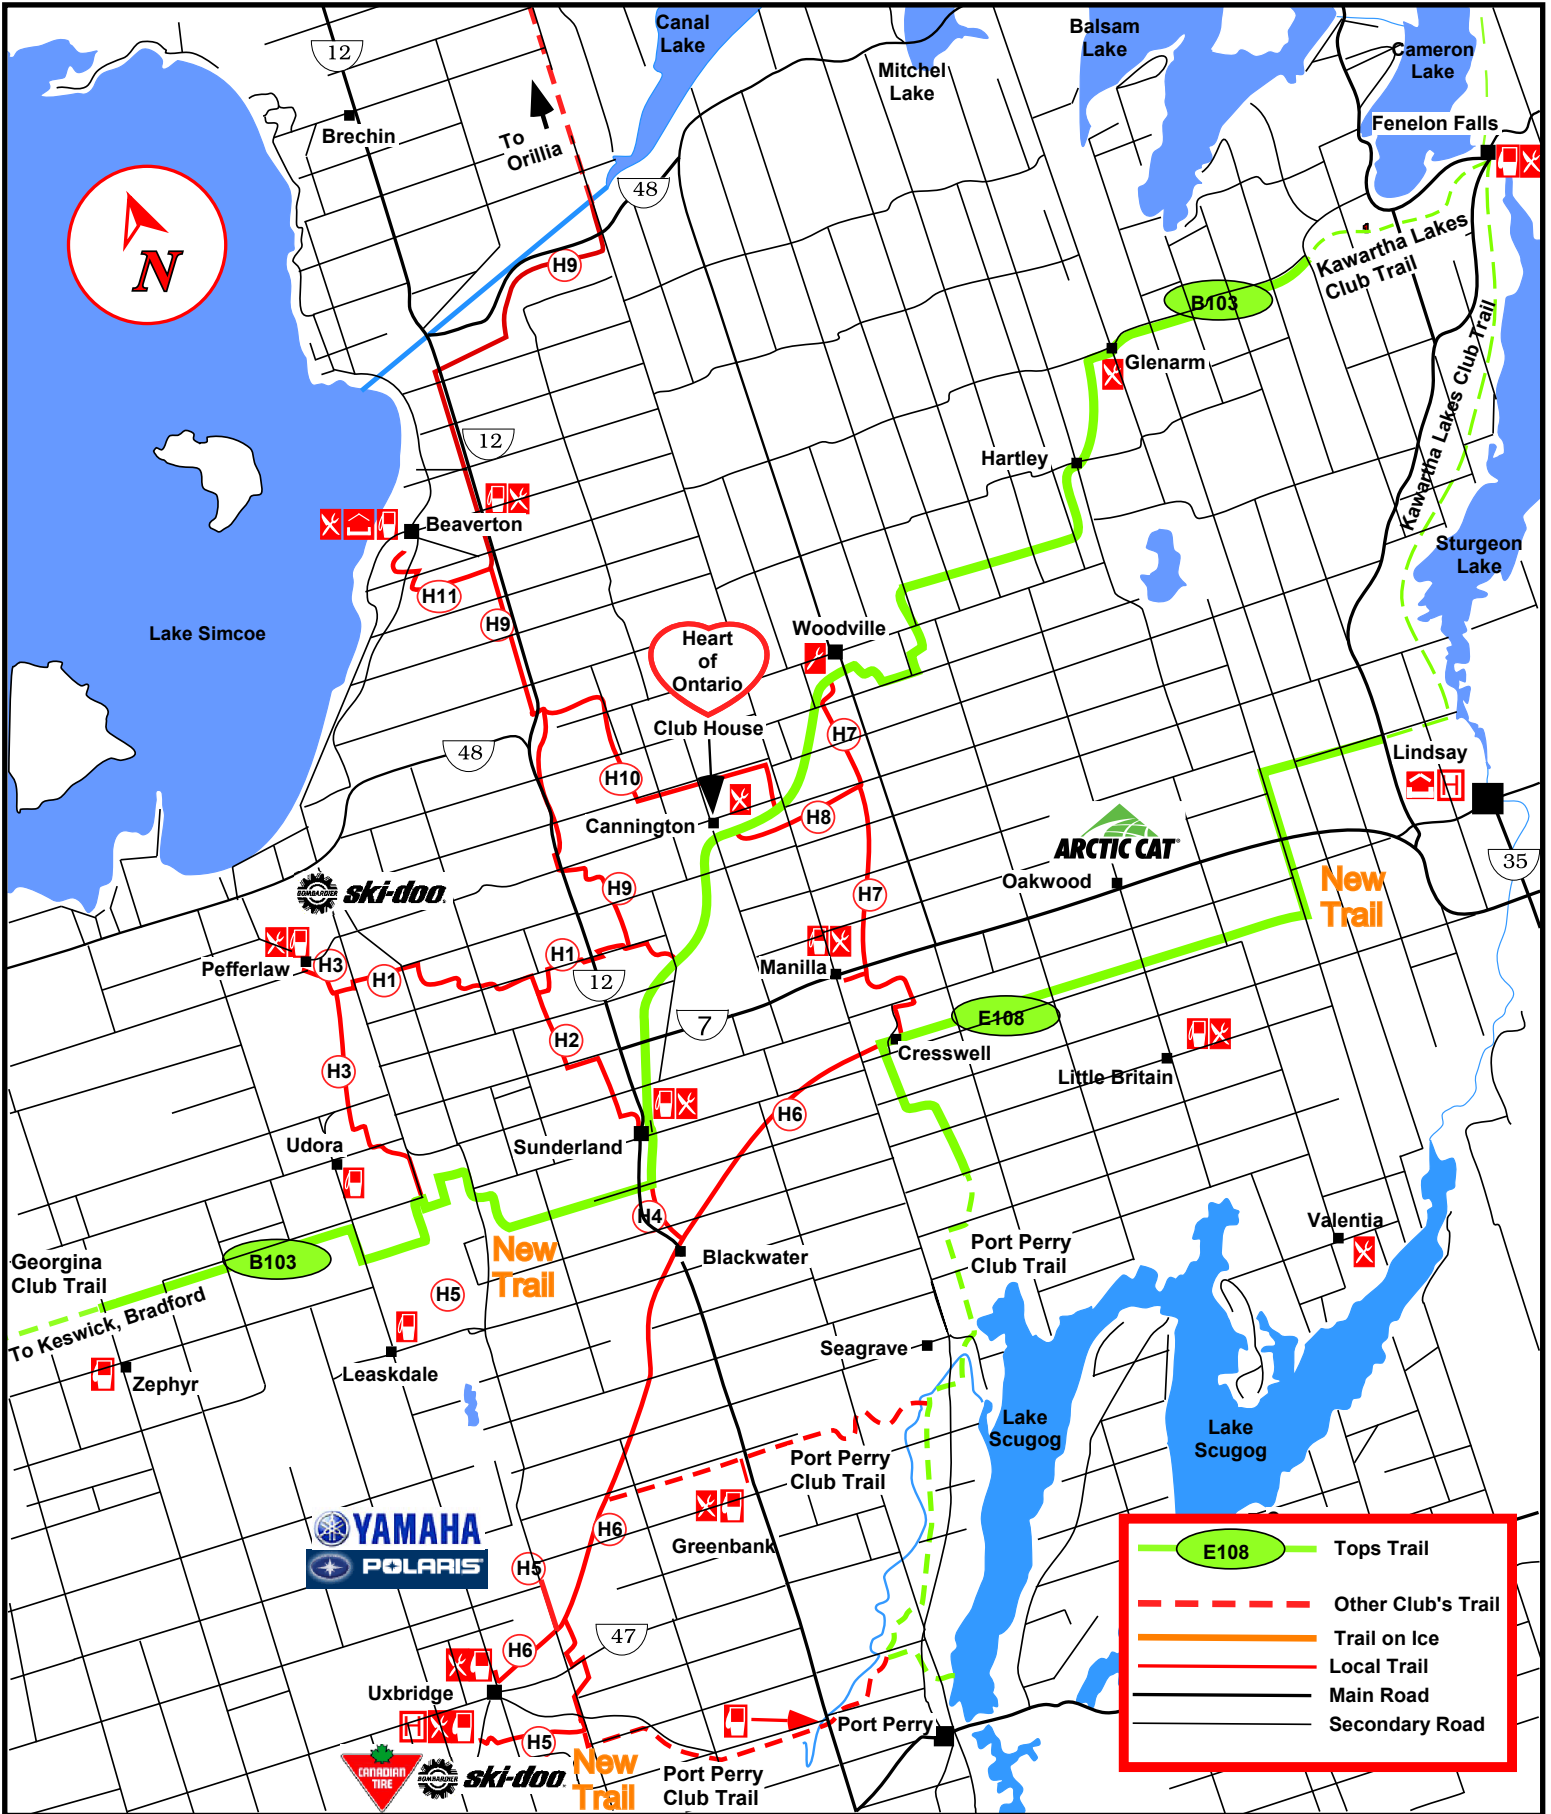 Canal
Lake
Balsam
Lake
Cameron
Lake
12
Mitchel
Lake
Brechin
Fenelon Falls
To
Orillia
48
N
H9
Kawartha Lakes
Club Trail
B103
Glenarm
Kawartha Lakes Club Trail
12
Hartley
Beaverton
Sturgeon
Lake
H11
H9
Lake Simcoe
Heart
of
Ontario
Woodville
Club House
H7
48
Lindsay
H10
H
H8
Cannington
ARCTIC CAT
35
Oakwood
New
Trail
BOMBARDIER
ski-doo
H9
H7
H1
Pefferlaw
H3
H1
Manilla
12
7
E108
H2
Cresswell
H3
Little Britain
H6
Udora
Sunderland
H4
Valentia
Georgina
Club Trail
B103
New
Trail
Blackwater
Port Perry
Club Trail
H5
To Keswick, Bradford
Seagrave
Zephyr
Leaskdale
Lake
Scugog
Lake
Scugog
Port Perry
Club Trail
YAMAHA
POLARIS
H6
Greenbank
H5
E108
Tops Trail
Other Club's Trail
Trail on Ice
Local Trail
Main Road
Secondary Road
47
H6
Uxbridge
H
H5
Port Perry
CANADIAN
TIRE
BOMBARDIER
ski-doo
New
Trail
Port Perry
Club Trail